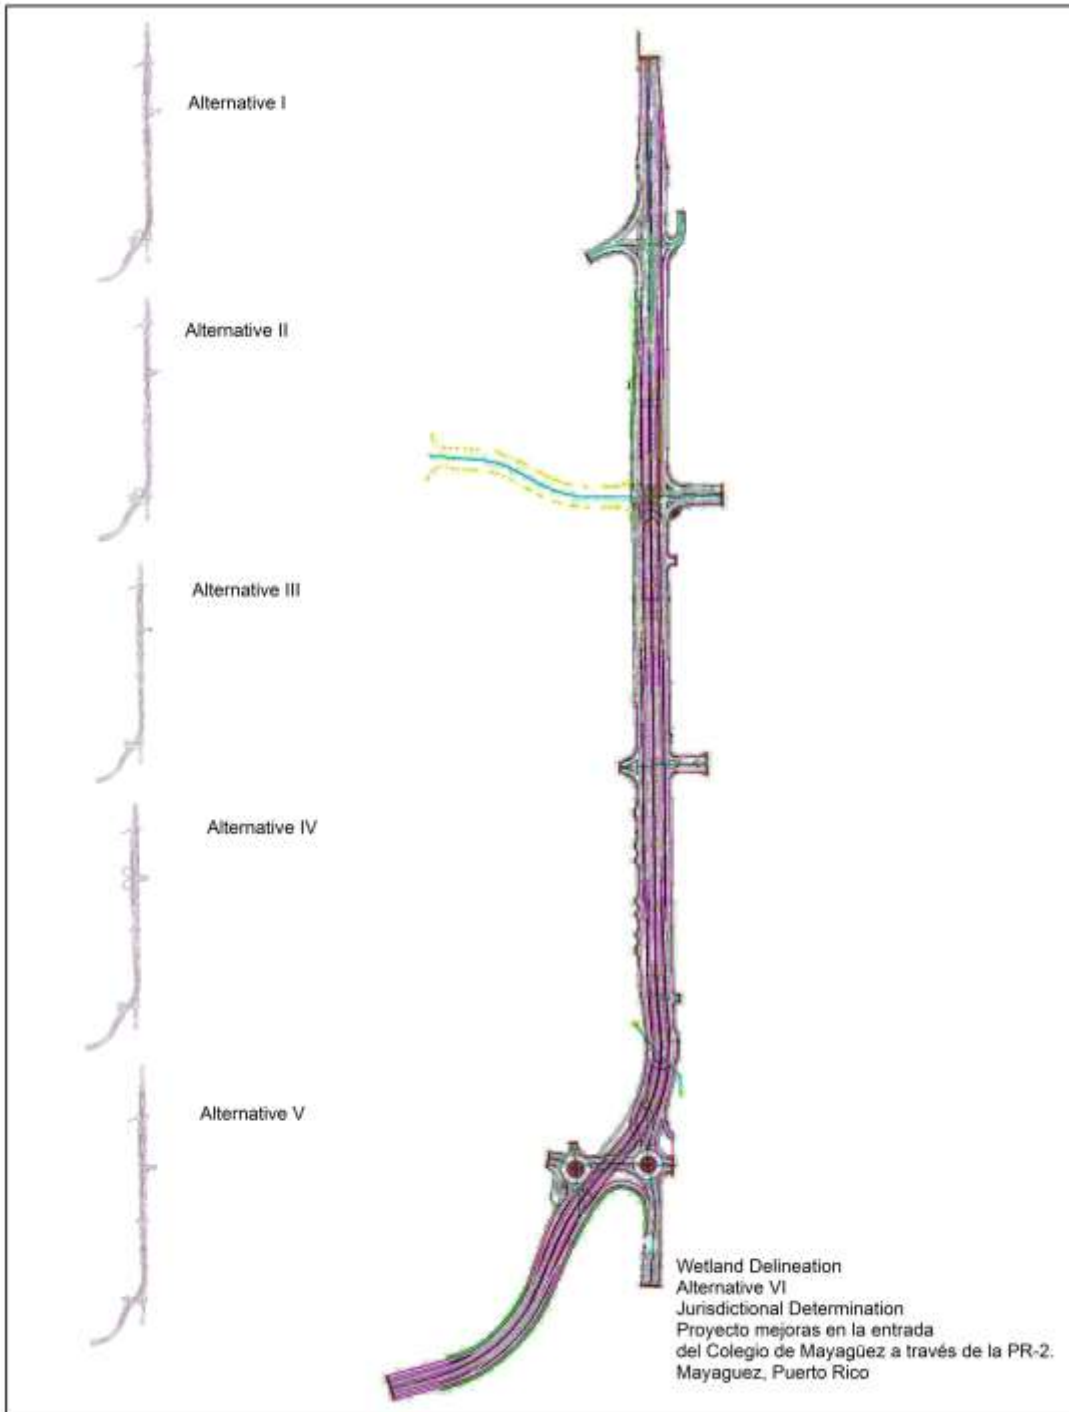 Alternative I
Alternative II
Alternative III
Alternative IV
Alternative V
Wetland Delineation
Alternative VI
Jurisdictional Determination
Proyecto mejoras en la entrada
del Colegio de Mayagüez a través de la PR-2.
Mayaguez, Puerto Rico